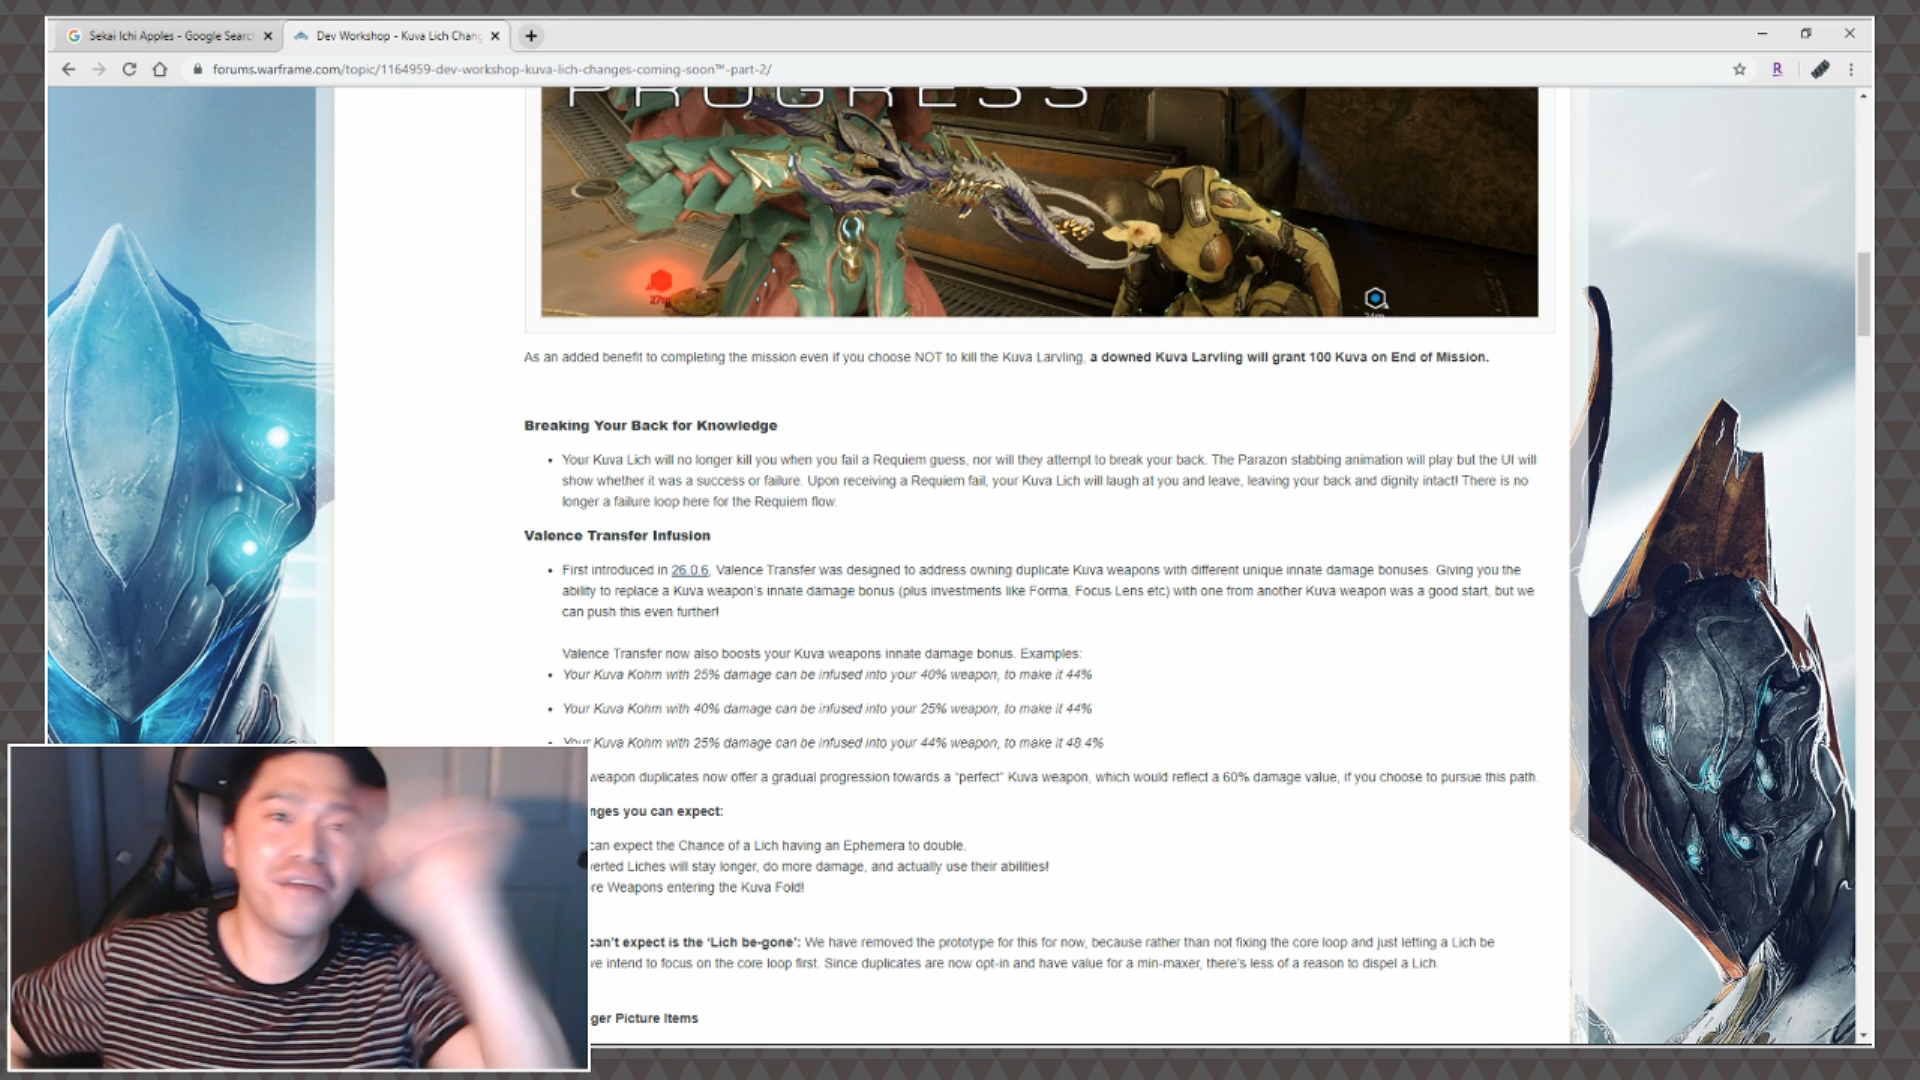 Sekai Ichi Apples - Google Searc
Dev Workshop - Kuva Lich Chang
forums.warframe.com/topic/1164959-dev-workshop-kuva-lich-changes-coming-soon™-part-2/
R
PROGRESS
27m
As an added benefit to completing the mission even if you choose NOT to kill the Kuva Larvling, a downed Kuva Larvling will grant 100 Kuva on End of Mission.
Breaking Your Back for Knowledge
• Your Kuva Lich will no longer kill you when you fail a Requiem guess, nor will they attempt to break your back. The Parazon stabbing animation will play but the UI will
show whether it was a success or failure. Upon receiving a Requiem fail, your Kuva Lich will laugh at you and leave, leaving your back and dignity intact! There is no
longer a failure loop here for the Requiem flow.
Valence Transfer Infusion
• First introduced in 26.0.6, Valence Transfer was designed to address owning duplicate Kuva weapons with different unique innate damage bonuses. Giving you the
ability to replace a Kuva weapon's innate damage bonus (plus investments like Forma, Focus Lens etc) with one from another Kuva weapon was a good start, but we
can push this even further!
Valence Transfer now also boosts your Kuva weapons innate damage bonus. Examples:
• Your Kuva Kohm with 25% damage can be infused into your 40% weapon, to make it 44%
• Your Kuva Kohm with 40% damage can be infused into your 25% weapon, to make it 44%
• Your Kuva Kohm with 25% damage can be infused into your 44% weapon, to make it 48.4%
weapon duplicates now offer a gradual progression towards a "perfect" Kuva weapon, which would reflect a 60% damage value, if you choose to pursue this path
nges you can expect:
can expect the Chance of a Lich having an Ephemera to double.
verted Liches will stay longer, do more damage, and actually use their abilities!
re Weapons entering the Kuva Fold!
can't expect is the 'Lich be-gone': We have removed the prototype for this for now, because rather than not fixing the core loop and just letting a Lich be
we intend to focus on the core loop first. Since duplicates are now opt-in and have value for a min-maxer, there's less of a reason to dispel a Lich.
ger Picture Items